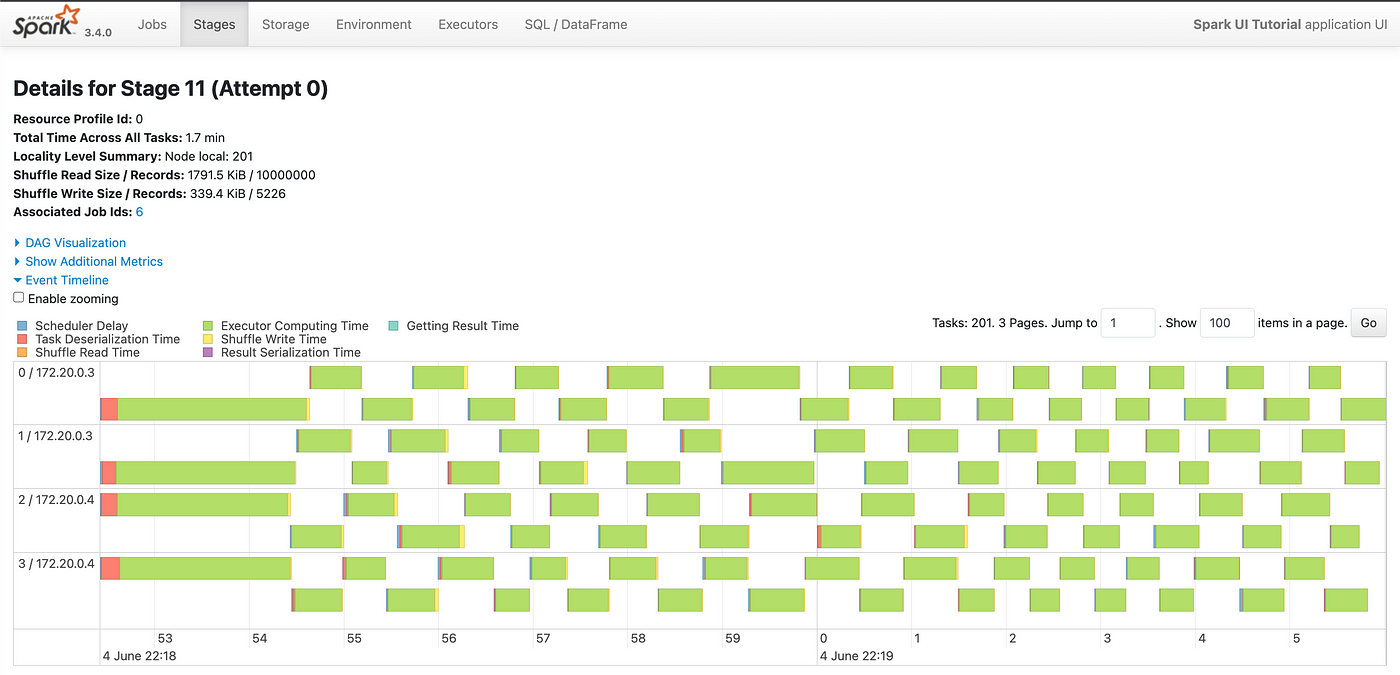 APACHE Spark 3.4.0 Jobs Stages Storage Environment Executors SQL / DataFrame Spark UI Tutorial application UI
Details for Stage 11 (Attempt 0)
Resource Profile Id: 0
Total Time Across All Tasks: 1.7 min
Locality Level Summary: Node local: 201
Shuffle Read Size / Records: 1791.5 KiB / 10000000
Shuffle Write Size / Records: 339.4 KiB / 5226
Associated Job Ids: 6
DAG Visualization
Show Additional Metrics
Event Timeline
Enable zooming
Tasks: 201. 3 Pages. Jump to 1 . Show 100 items in a page. Go
Scheduler Delay Executor Computing Time Getting Result Time
Task Deserialization Time Shuffle Write Time
Shuffle Read Time Result Serialization Time
0 / 172.20.0.3
1 / 172.20.0.3
2 / 172.20.0.4
3 / 172.20.0.4
53 54 55 56 57 58 59 0 1 2 3 4 5
4 June 22:18 4 June 22:19